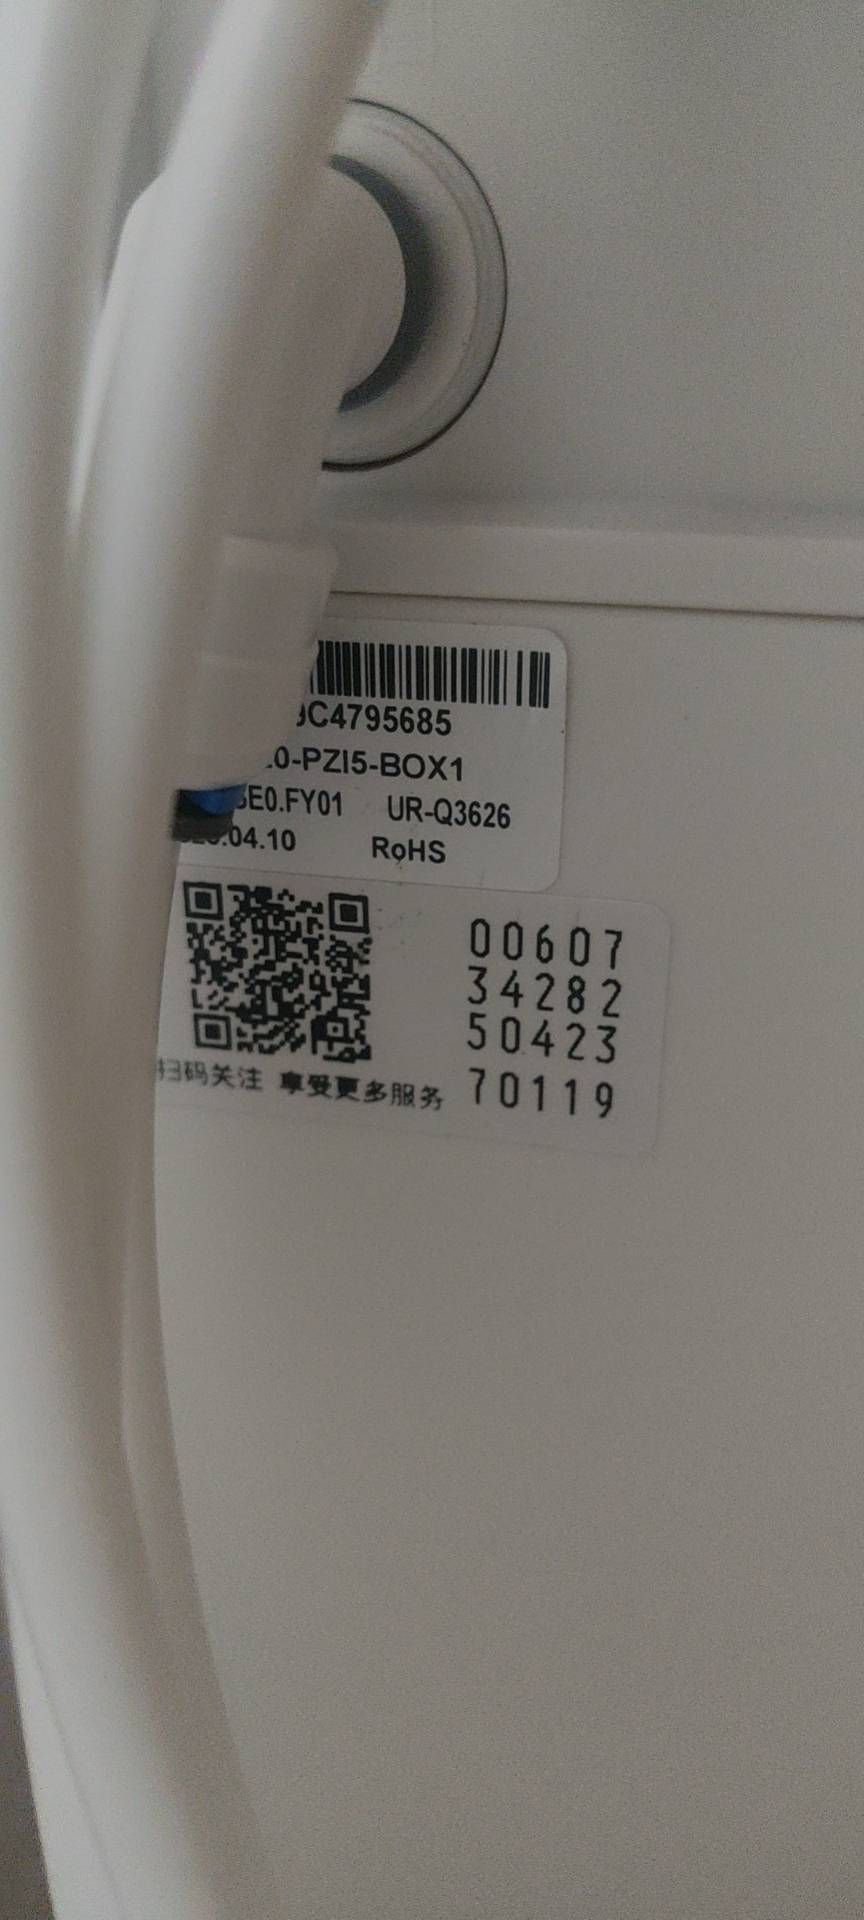 C4795685
0-PZI5-BOX1
E0.FY01 UR-Q3626
.04.10 RoHS
00607
34282
50423
70119
扫码关注 享受更多服务